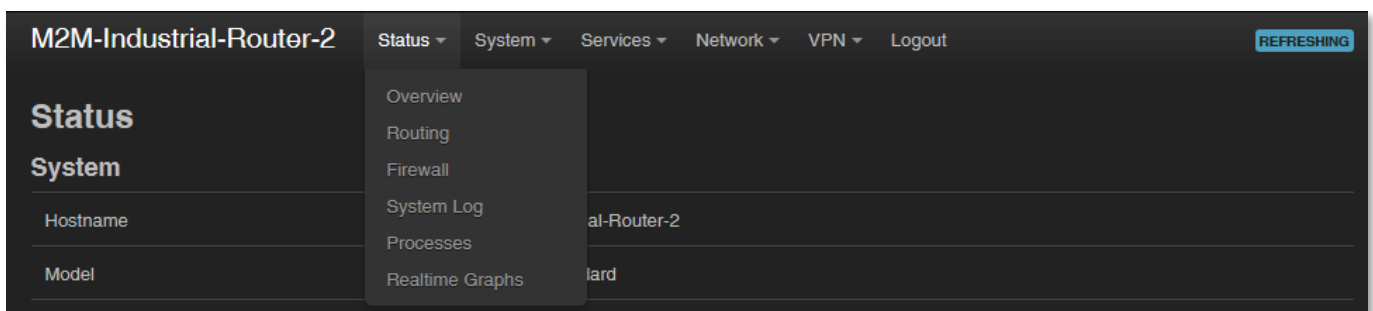 M2M-Industrial-Router-2 Status System Services Network VPN Logout REFRESHING
Overview
Status
Routing
System
Firewall
System Log
Hostname al-Router-2
Processes
Model lard
Realtime Graphs